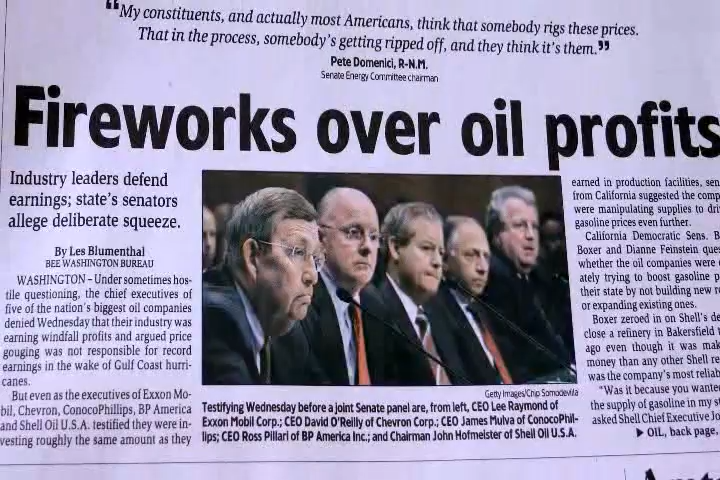 “My constituents, and actually most Americans, think that somebody rigs these prices.
That in the process, somebody’s getting ripped off, and they think it’s them.”
Pete Domenici, R-N.M.
Senate Energy Committee chairman
Fireworks over oil profits
Industry leaders defend
earnings; state’s senators
allege deliberate squeeze.
By Les Blumenthal
BEE WASHINGTON BUREAU
WASHINGTON – Under sometimes hos-
tile questioning, the chief executives of
five of the nation’s biggest oil companies
denied Wednesday that their industry was
earning windfall profits and argued price
gouging was not responsible for record
earnings in the wake of Gulf Coast hurri-
canes.
But even as the executives of Exxon Mo-
bil, Chevron, ConocoPhillips, BP America
and Shell Oil U.S.A. testified they were in-
vesting roughly the same amount as they
Getty Images/Chip Somodevilla
Testifying Wednesday before a joint Senate panel are, from left, CEO Lee Raymond of
Exxon Mobil Corp.; CEO David O’Reilly of Chevron Corp.; CEO James Mulva of ConocoPhil-
lips; CEO Ross Pillari of BP America Inc.; and Chairman John Hofmeister of Shell Oil U.S.A.
earned in production facilities, sen
from California suggested the comp
were manipulating supplies to dri
gasoline prices even further.
California Democratic Sens. B
Boxer and Dianne Feinstein ques
whether the oil companies were
ately trying to boost gasoline p
their state by not building new r
or expanding existing ones.
Boxer zeroed in on Shell’s de
close a refinery in Bakersfield
ago even though it was mak
money than any other Shell re
was the company’s most reliab
“Was it because you wanted
the supply of gasoline in my st
asked Shell Chief Executive Jo
▶ OIL, back page,